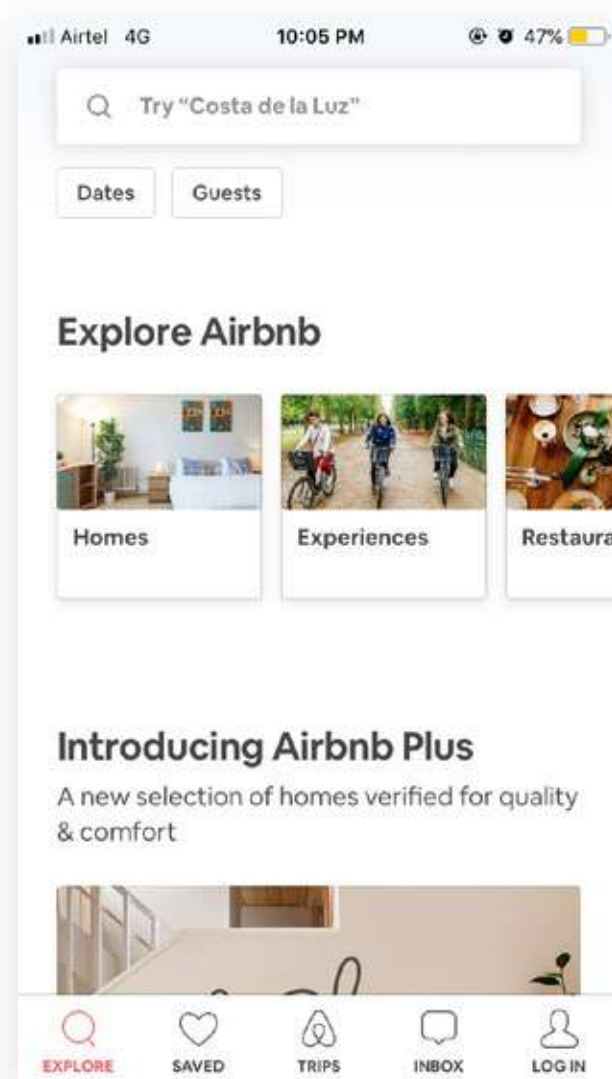 Airtel 4G 10:05 PM 47%
Try "Costa de la Luz"
Dates Guests
Explore Airbnb
Homes Experiences Restaura
Introducing Airbnb Plus
A new selection of homes verified for quality
& comfort
EXPLORE SAVED TRIPS INBOX LOG IN